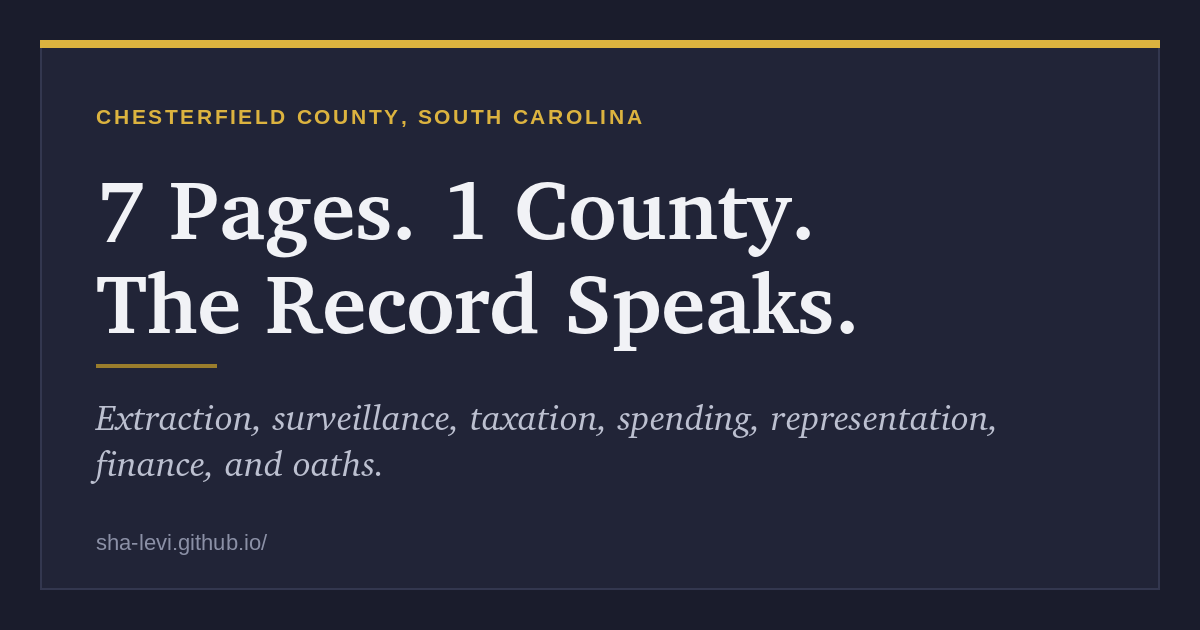 CHESTERFIELD COUNTY, SOUTH CAROLINA
7 Pages. 1 County.
The Record Speaks.
Extraction, surveillance, taxation, spending, representation,
finance, and oaths.
sha-levi.github.io/